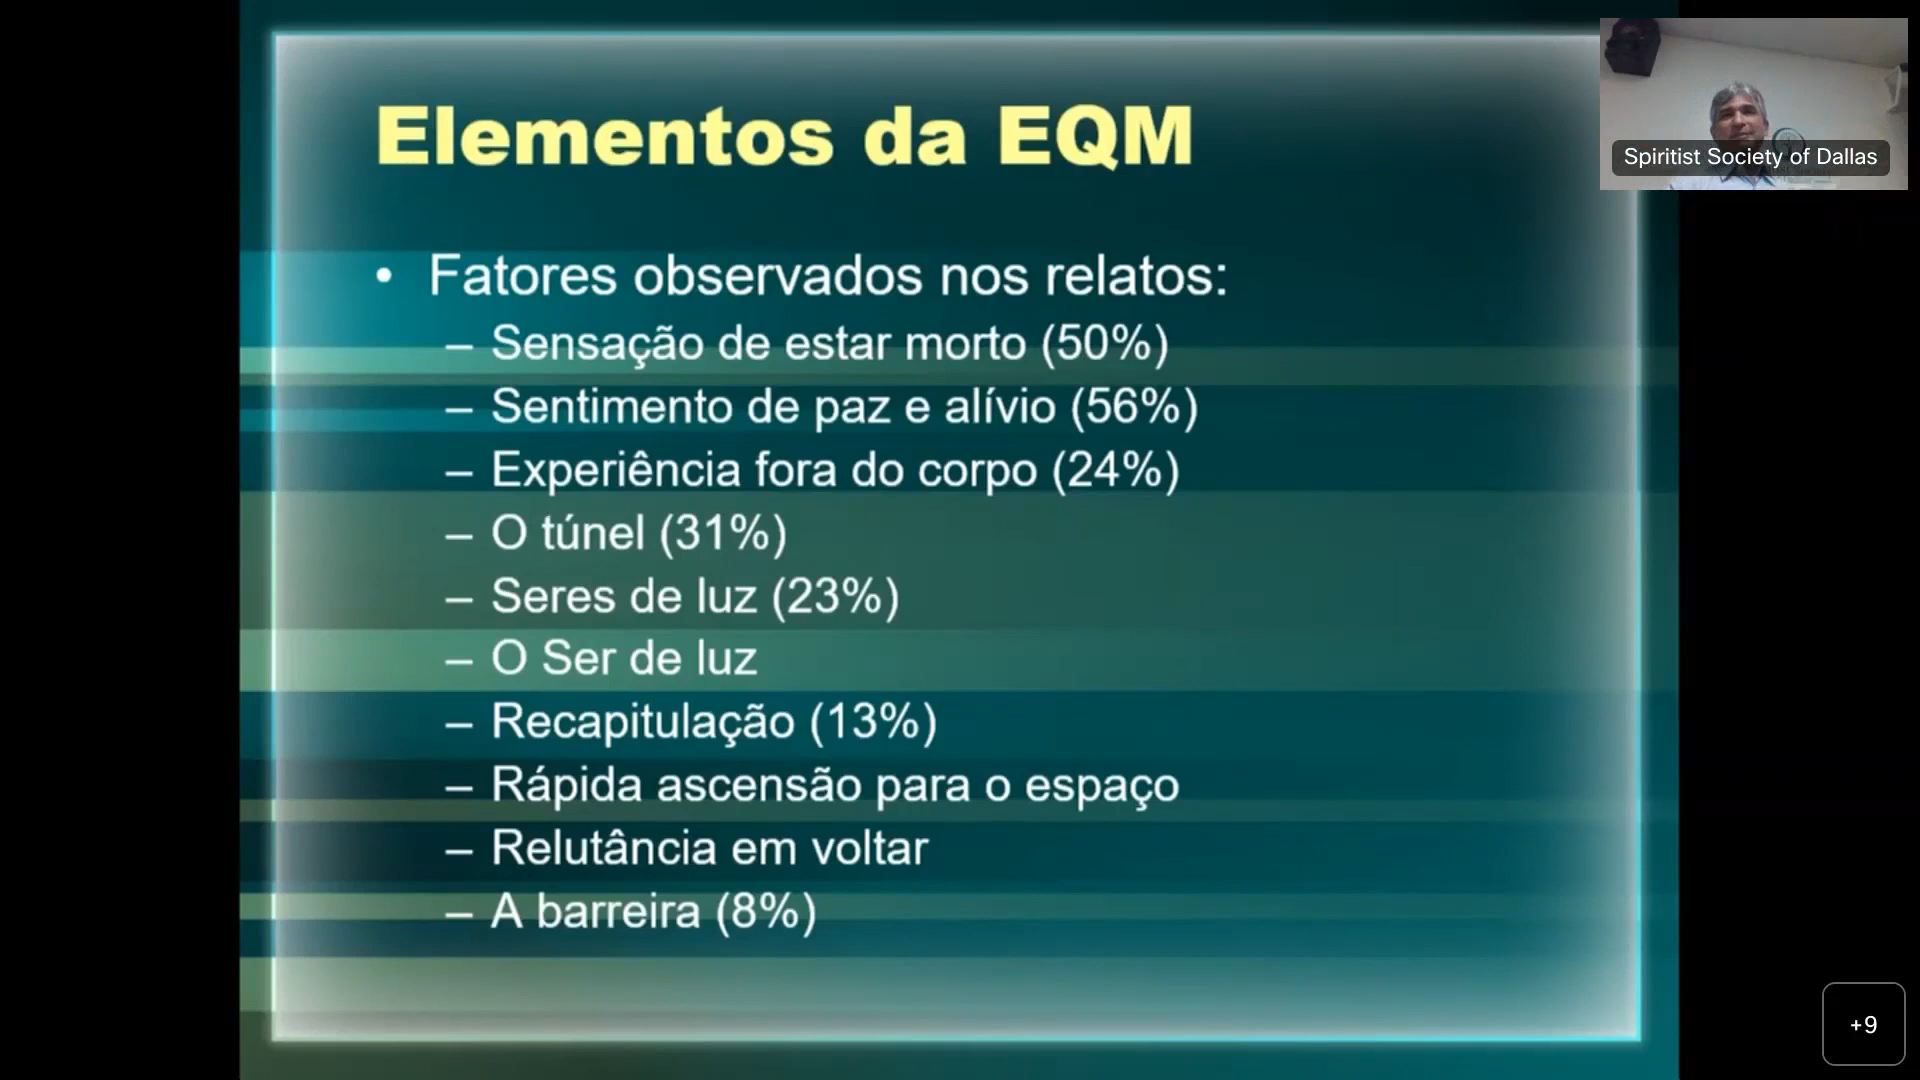 Elementos da EQM
Spiritist Society of Dallas
• Fatores observados nos relatos:
– Sensação de estar morto (50%)
– Sentimento de paz e alívio (56%)
– Experiência fora do corpo (24%)
– O túnel (31%)
– Seres de luz (23%)
– O Ser de luz
– Recapitulação (13%)
– Rápida ascensão para o espaço
– Relutância em voltar
– A barreira (8%)
+9